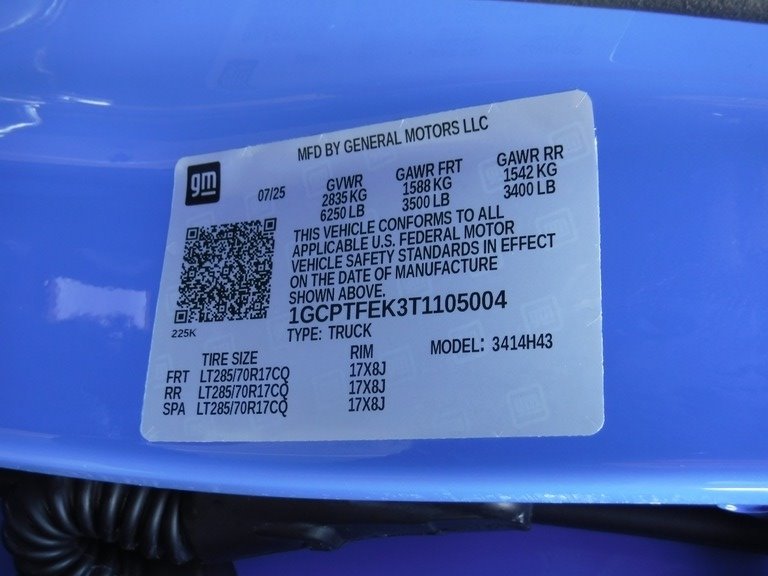 MFD BY GENERAL MOTORS LLC
gm
07/25
GVWR GAWR FRT GAWR RR
2835 KG 1588 KG 1542 KG
6250 LB 3500 LB 3400 LB
THIS VEHICLE CONFORMS TO ALL
APPLICABLE U.S. FEDERAL MOTOR
VEHICLE SAFETY STANDARDS IN EFFECT
ON THE DATE OF MANUFACTURE
SHOWN ABOVE.
225K
1GCPTFEK3T1105004
TYPE: TRUCK
MODEL: 3414H43
TIRE SIZE RIM
FRT LT285/70R17CQ 17X8J
RR LT285/70R17CQ 17X8J
SPA LT285/70R17CQ 17X8J